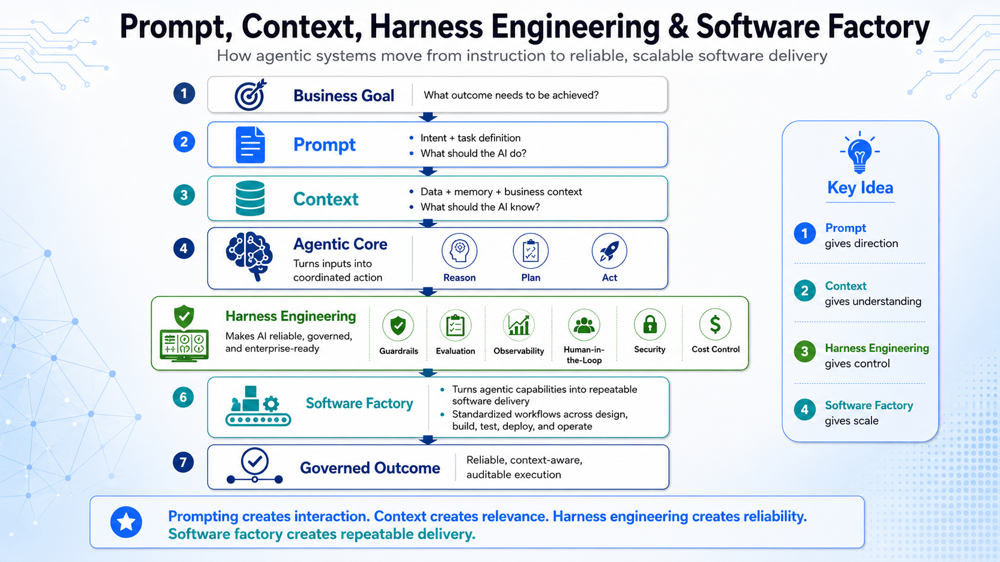 Prompt, Context, Harness Engineering & Software Factory
How agentic systems move from instruction to reliable, scalable software delivery
1
Business Goal
What outcome needs to be achieved?
2
Prompt
• Intent + task definition
• What should the AI do?
3
Context
• Data + memory + business context
• What should the AI know?
4
Agentic Core
Turns inputs into
coordinated action
Reason
Plan
Act
Harness Engineering
Makes AI reliable, governed,
and enterprise-ready
Guardrails
Evaluation
Observability
Human-in-
the-Loop
Security
$
Cost Control
6
Software Factory
• Turns agentic capabilities into repeatable
software delivery
• Standardized workflows across design,
build, test, deploy, and operate
7
Governed Outcome
Reliable, context-aware,
auditable execution
Key Idea
1
Prompt
gives direction
2
Context
gives understanding
3
Harness Engineering
gives control
4
Software Factory
gives scale
Prompting creates interaction. Context creates relevance. Harness engineering creates reliability.
Software factory creates repeatable delivery.